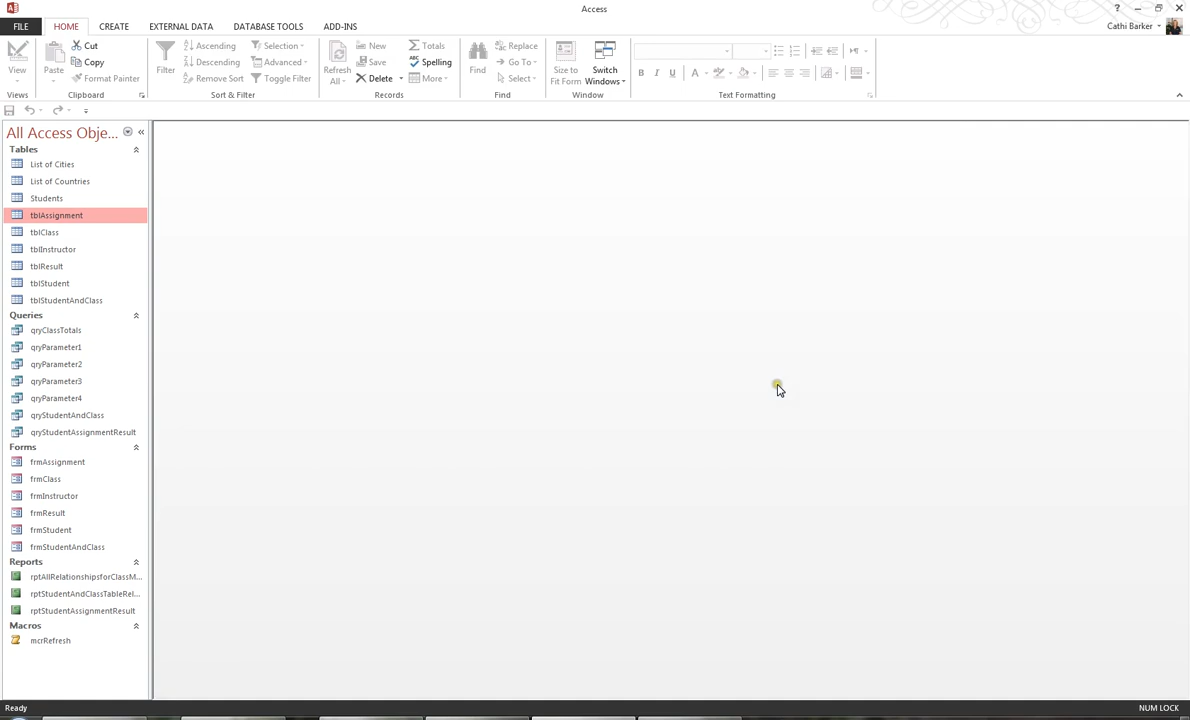 Access
?
FILE HOME CREATE EXTERNAL DATA DATABASE TOOLS ADD-INS
Cathi Barker
View
Views
Paste
Cut
Copy
Format Painter
Clipboard
Filter
Ascending
Descending
Remove Sort
Selection
Advanced
Toggle Filter
Sort & Filter
Refresh
All
New
Save
Delete
Totals
Spelling
More
Records
Find
Replace
Go To
Select
Find
Size to
Fit Form
Switch
Windows
Window
B I U A
Text Formatting
All Access Obje...
Tables
List of Cities
List of Countries
Students
tblAssignment
tblClass
tblInstructor
tblResult
tblStudent
tblStudentAndClass
Queries
qryClassTotals
qryParameter1
qryParameter2
qryParameter3
qryParameter4
qryStudentAndClass
qryStudentAssignmentResult
Forms
frmAssignment
frmClass
frmInstructor
frmResult
frmStudent
frmStudentAndClass
Reports
rptAllRelationshipsforClassM...
rptStudentAndClassTableRel...
rptStudentAssignmentResult
Macros
mcrRefresh
Ready
NUM LOCK